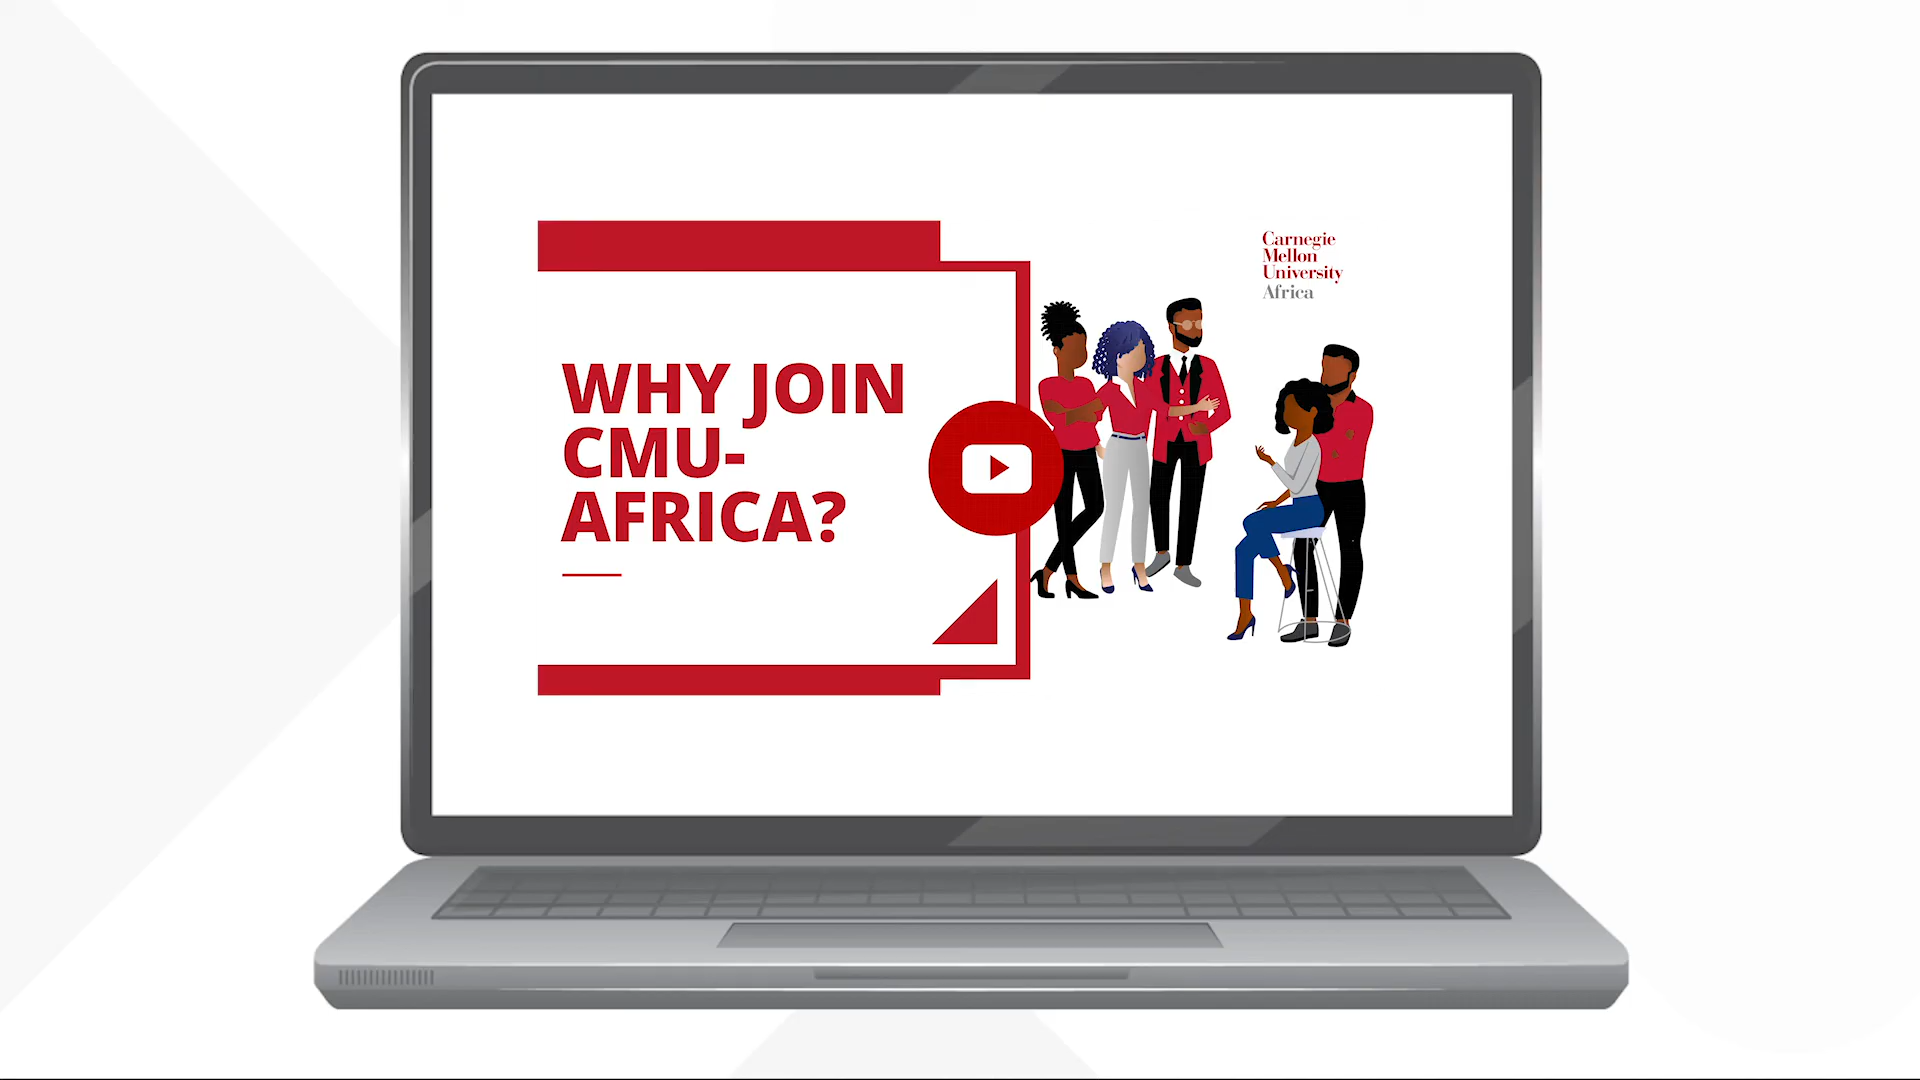 WHY JOIN
CMU-
AFRICA?
Carnegie
Mellon
University
Africa